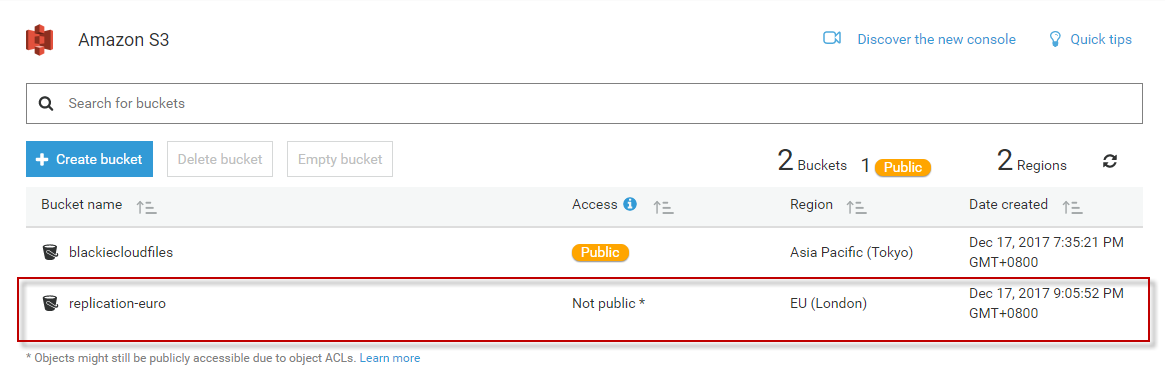 Amazon S3 Discover the new console Quick tips
Search for buckets
Create bucket Delete bucket Empty bucket 2 Buckets 1 Public 2 Regions
Bucket name Access Region Date created
blackiecloudfiles Public Asia Pacific (Tokyo) Dec 17, 2017 7:35:21 PM
GMT+0800
replication-euro Not public * EU (London) Dec 17, 2017 9:05:52 PM
GMT+0800
* Objects might still be publicly accessible due to object ACLs. Learn more